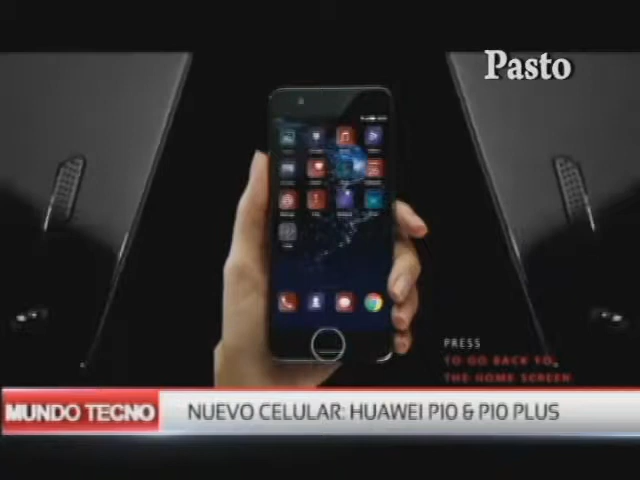 Pasto
PRESS
TO GO BACK TO
THE HOME SCREEN
MUNDO TECNO
NUEVO CELULAR: HUAWEI P10 & P10 PLUS